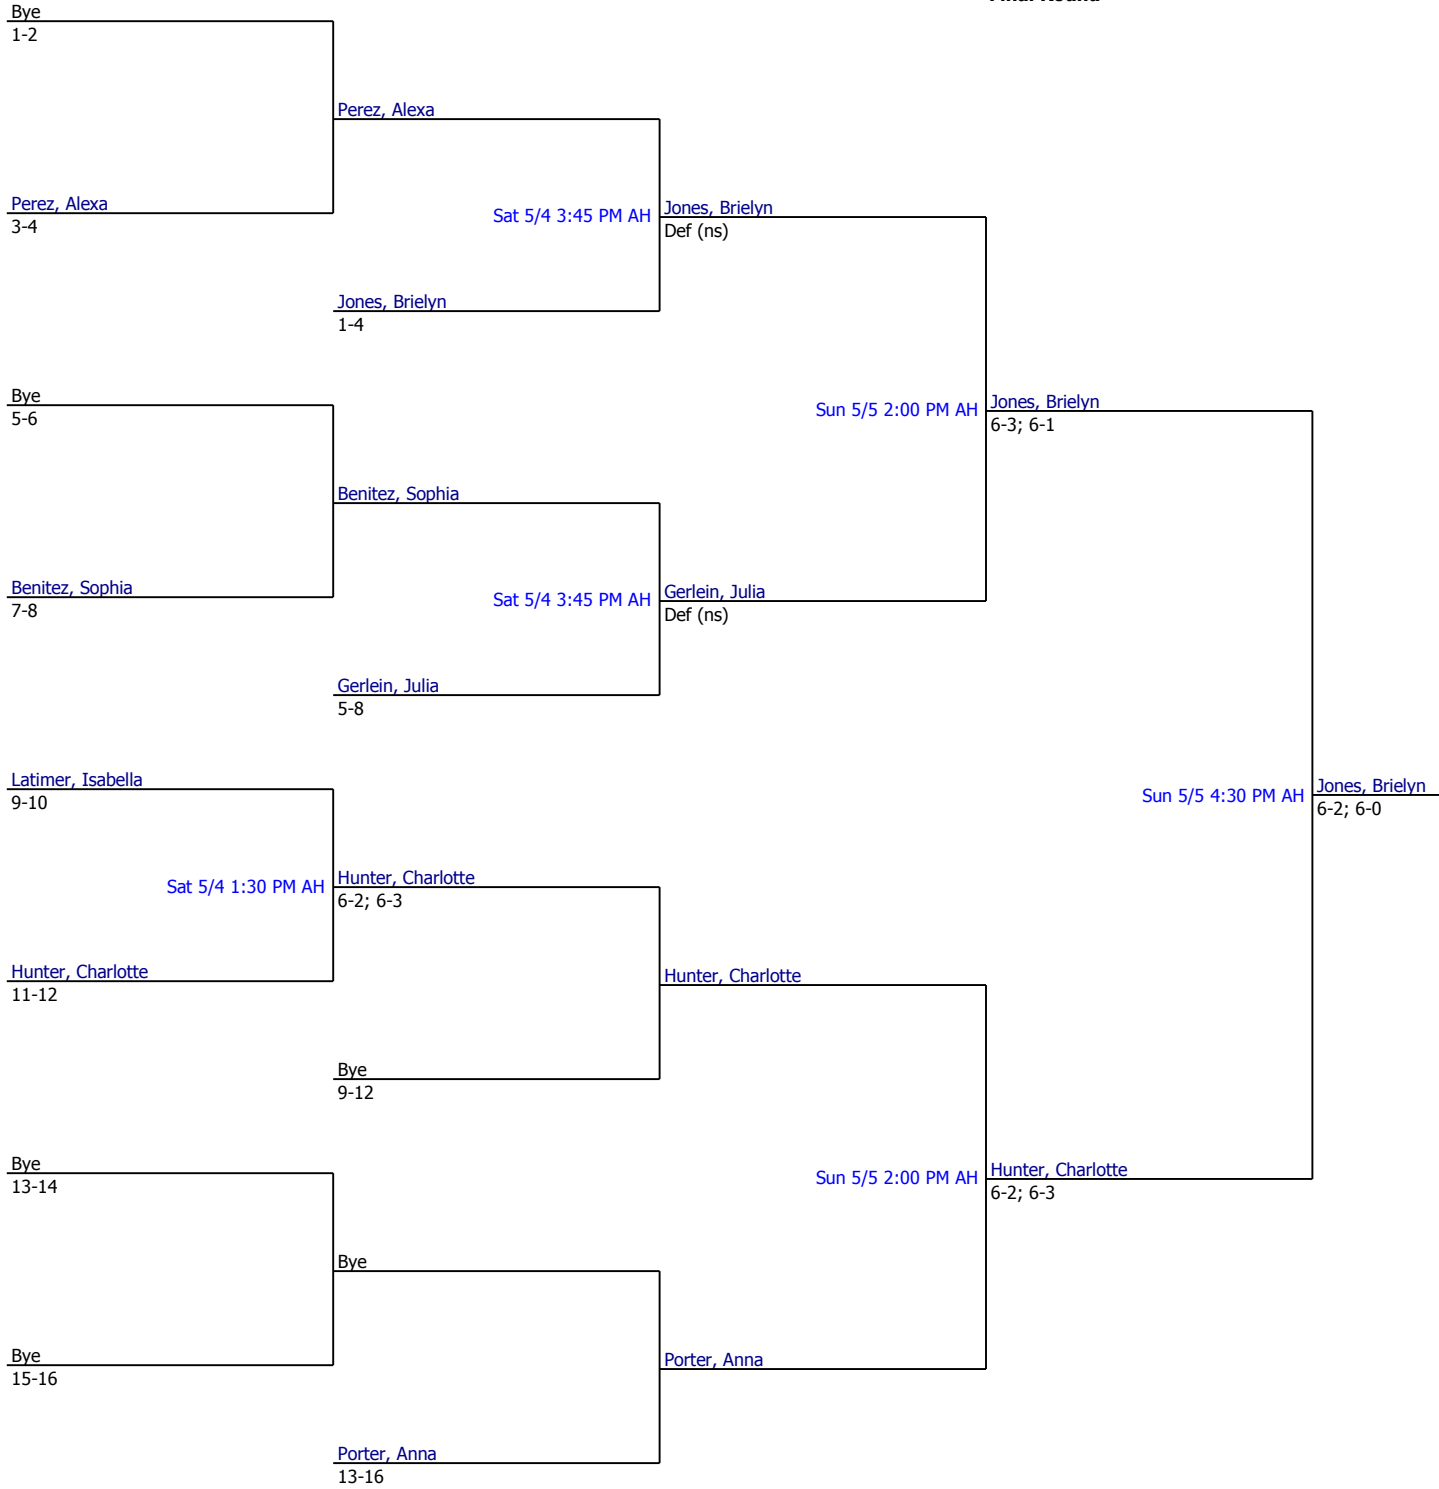 Final Round
Bye
1-2
Perez, Alexa
Perez, Alexa
3-4
Sat 5/4 3:45 PM AH
Jones, Brielyn
Def (ns)
Jones, Brielyn
1-4
Bye
5-6
Sun 5/5 2:00 PM AH
Jones, Brielyn
6-3; 6-1
Benitez, Sophia
Benitez, Sophia
7-8
Sat 5/4 3:45 PM AH
Gerlein, Julia
Def (ns)
Gerlein, Julia
5-8
Latimer, Isabella
9-10
Sun 5/5 4:30 PM AH
Jones, Brielyn
6-2; 6-0
Sat 5/4 1:30 PM AH
Hunter, Charlotte
6-2; 6-3
Hunter, Charlotte
11-12
Hunter, Charlotte
Bye
9-12
Bye
13-14
Sun 5/5 2:00 PM AH
Hunter, Charlotte
6-2; 6-3
Bye
Bye
15-16
Porter, Anna
Porter, Anna
13-16